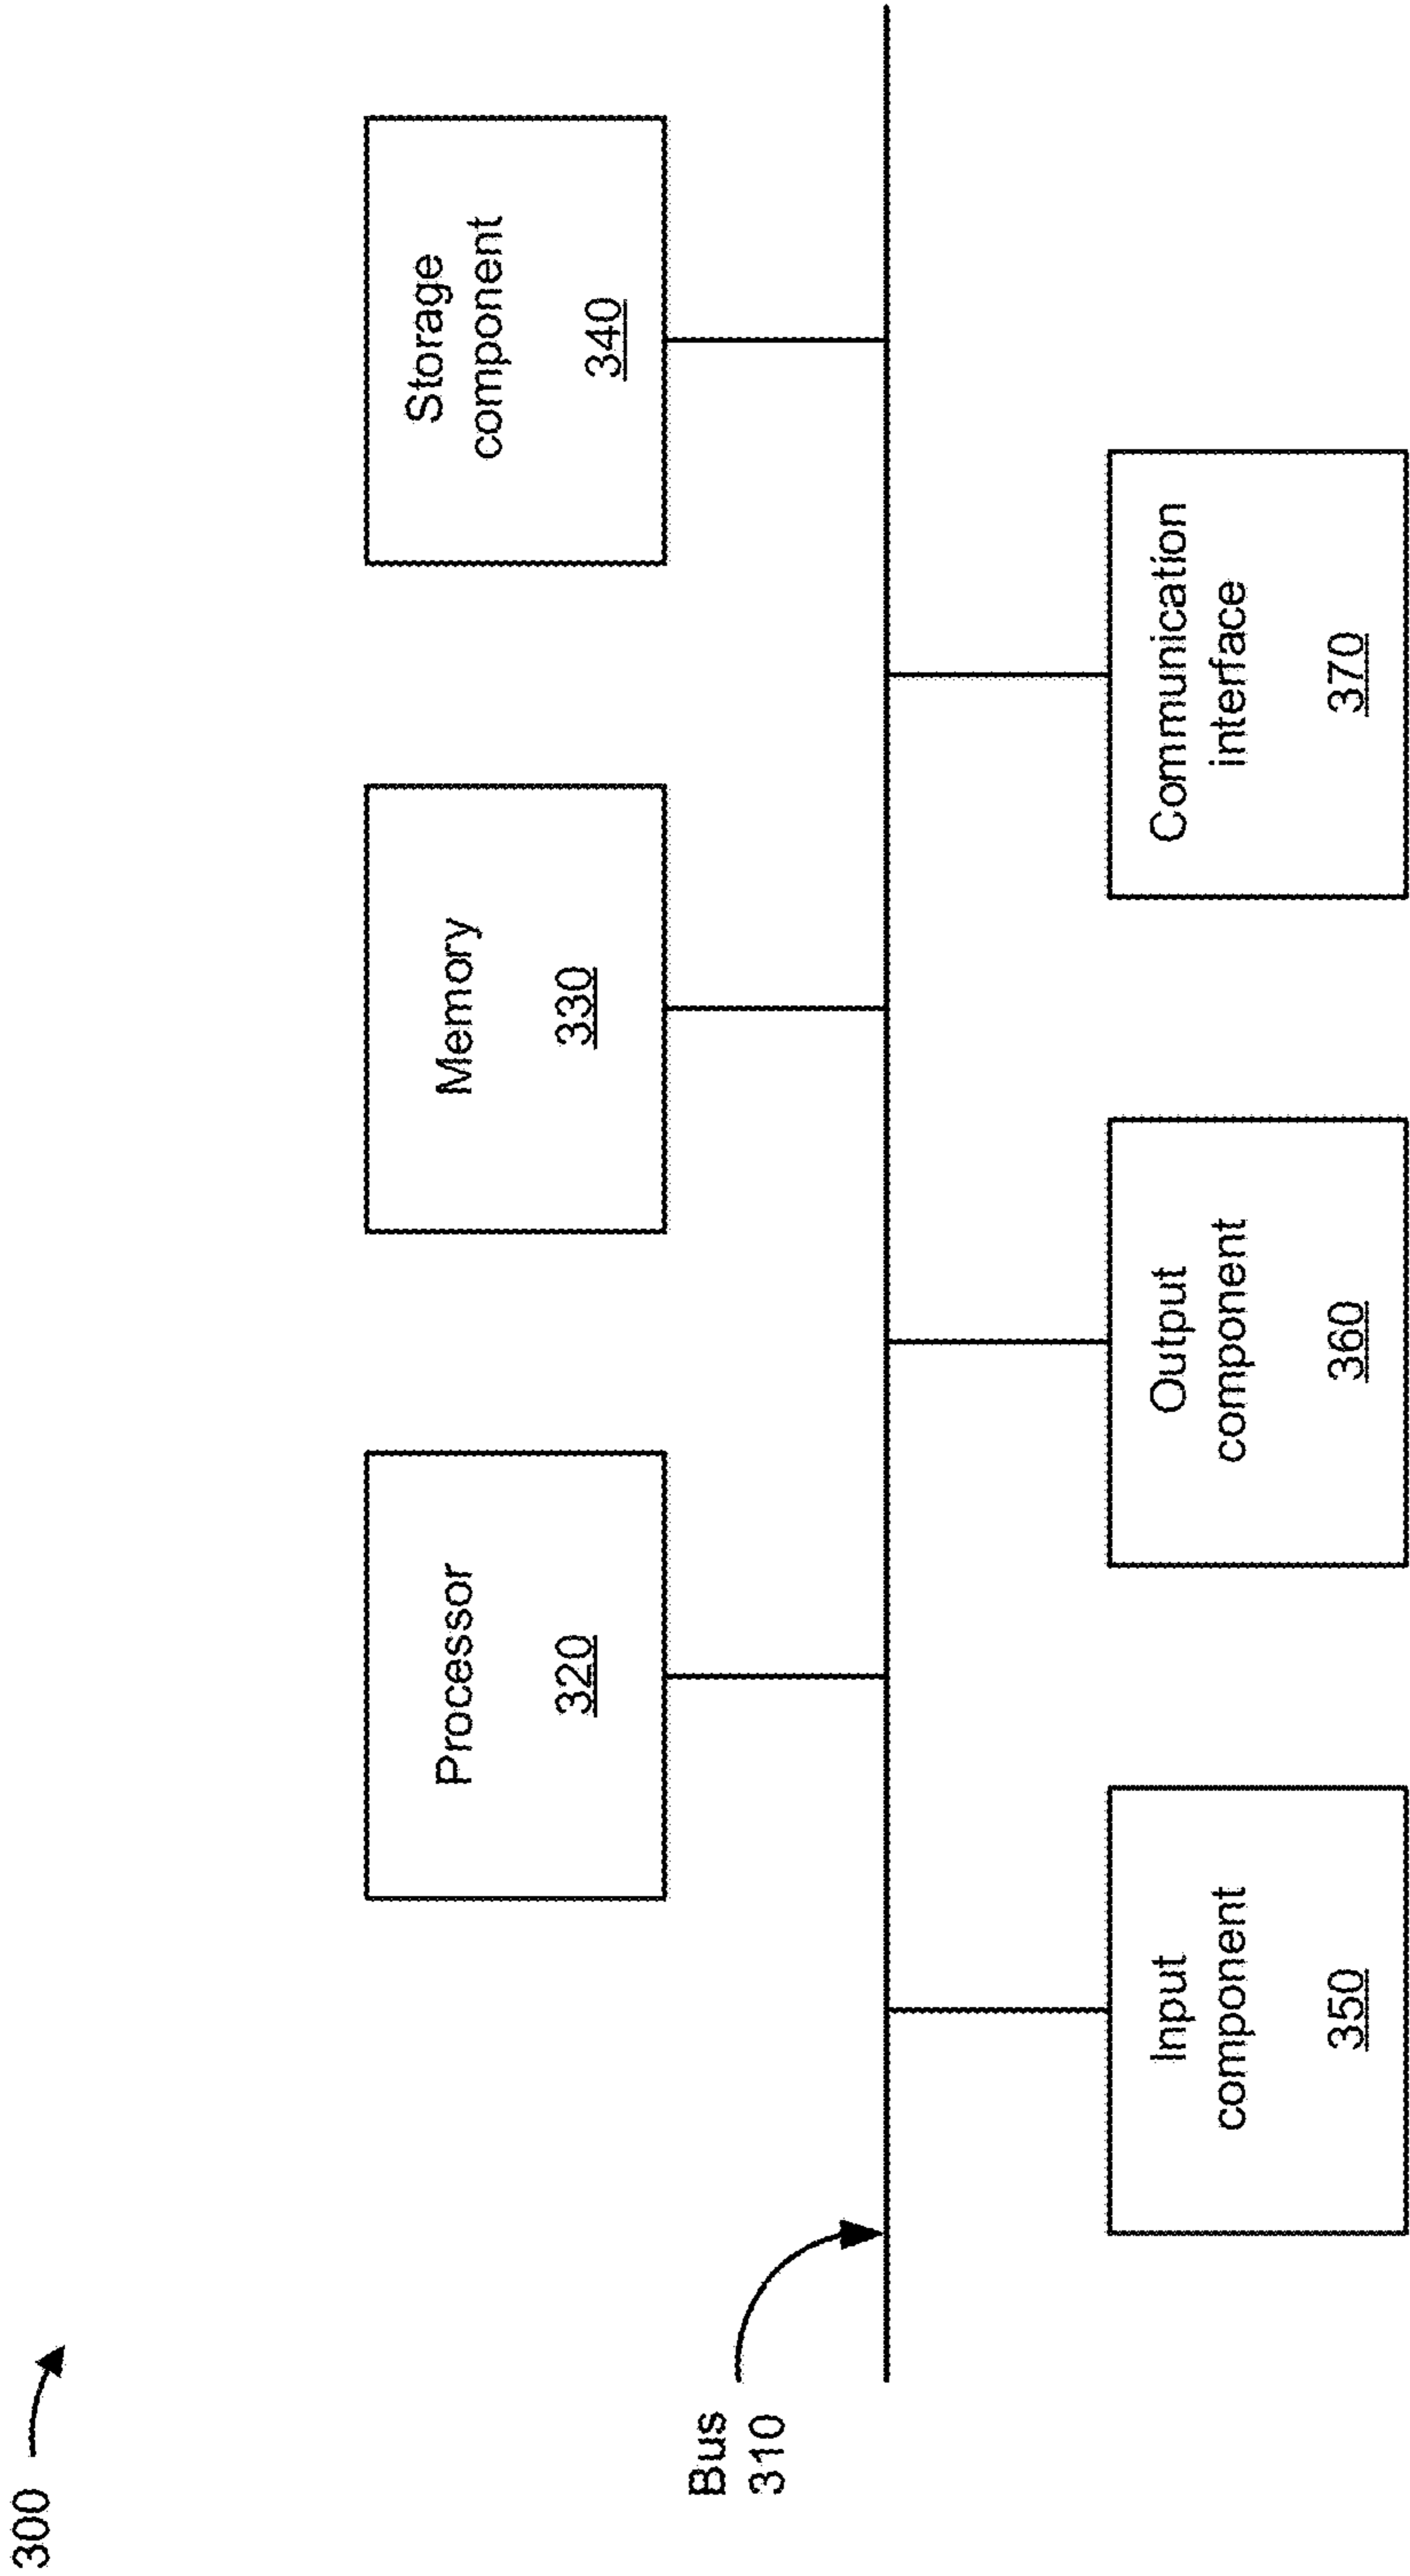 300
Processor
320
Memory
330
Storage
component
340
Bus
310
Input
component
350
Output
component
360
Communication
interface
370